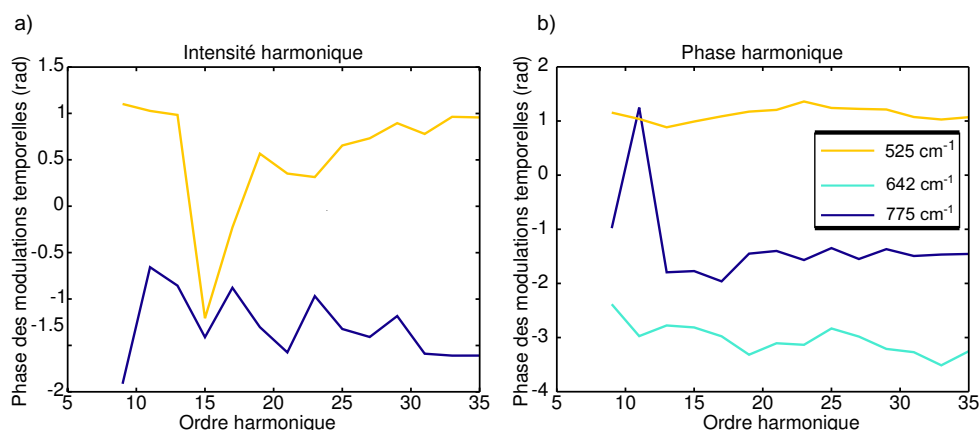 a)
Intensité harmonique
Phase des modulations temporelles (rad)
1.5
1
0.5
0
-0.5
-1
-1.5
-2
5 10 15 20 25 30 35
Ordre harmonique
b)
Phase harmonique
Phase des modulations temporelles (rad)
2
1
0
-1
-2
-3
-4
525 cm⁻¹
642 cm⁻¹
775 cm⁻¹
5 10 15 20 25 30 35
Ordre harmonique